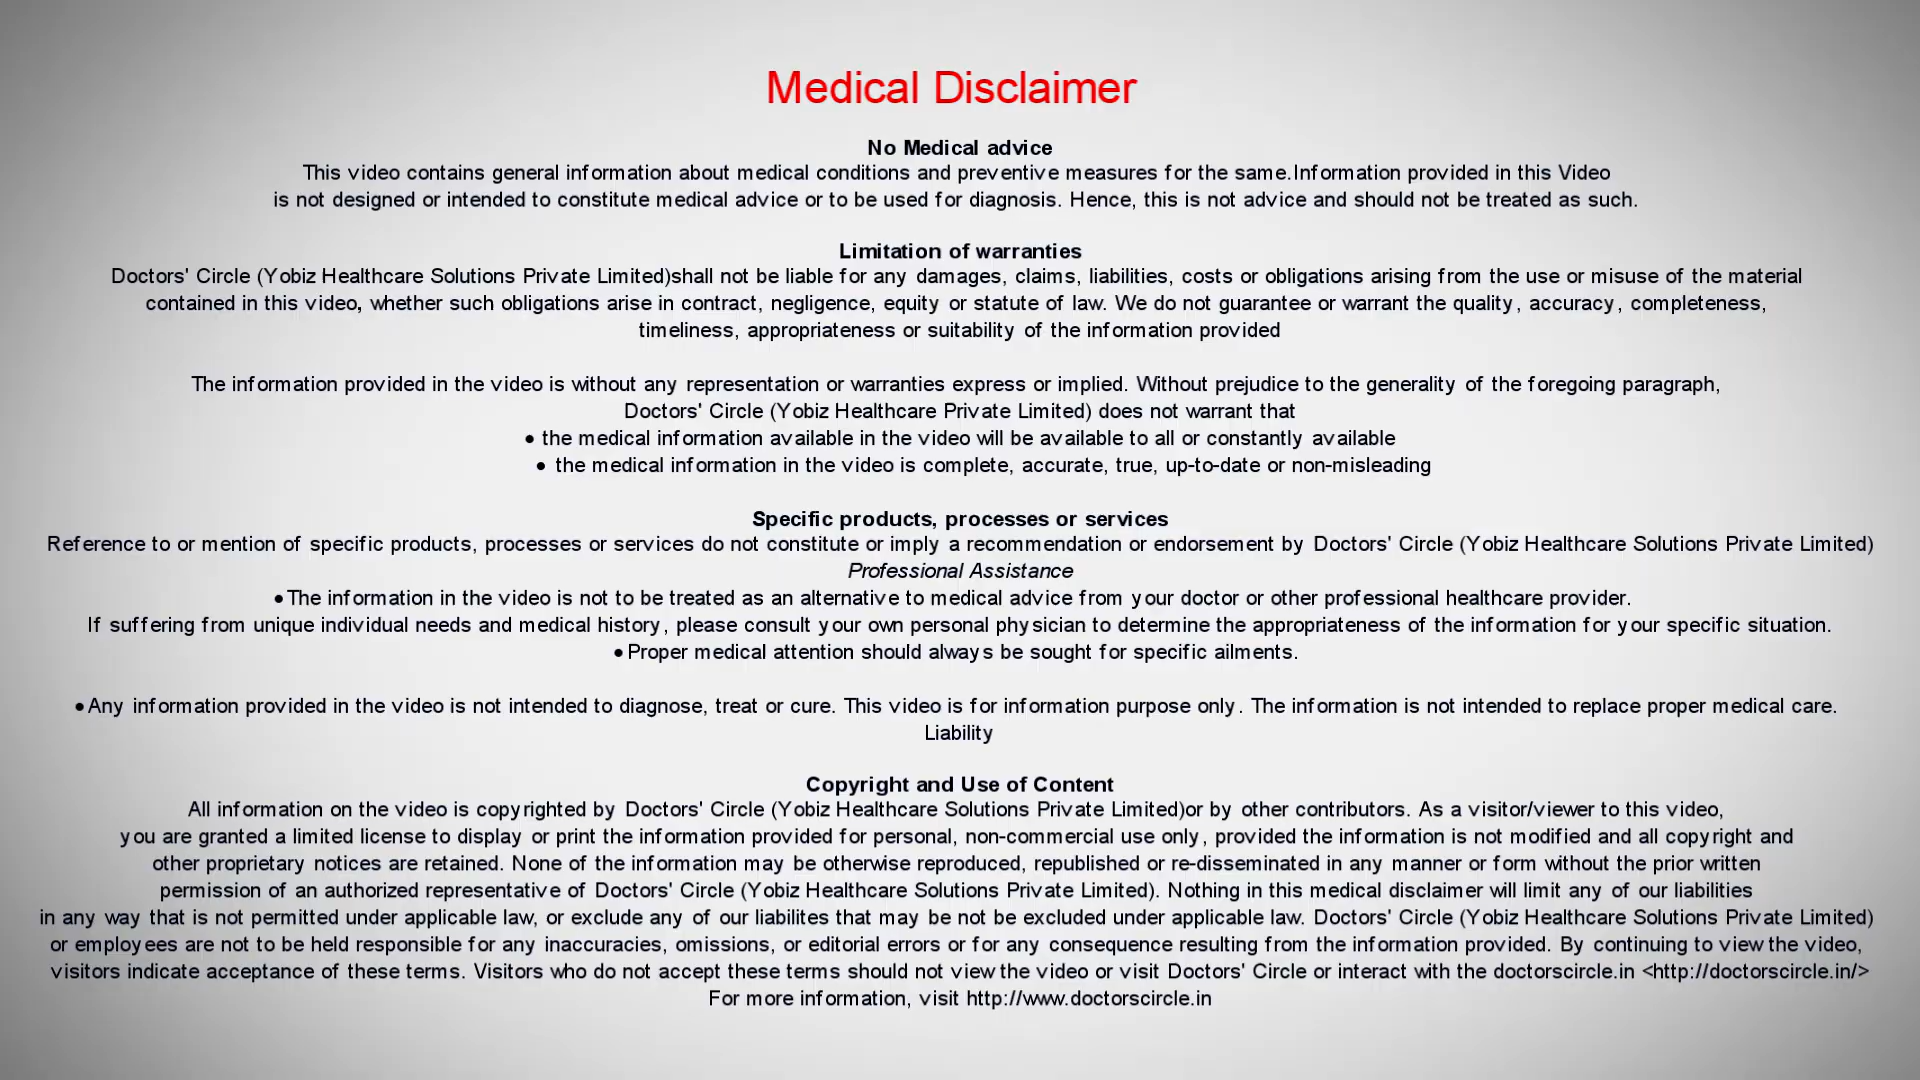 Medical Disclaimer
No Medical advice
This video contains general information about medical conditions and preventive measures for the same.Information provided in this Video
is not designed or intended to constitute medical advice or to be used for diagnosis. Hence, this is not advice and should not be treated as such.
Limitation of warranties
Doctors' Circle (Yobiz Healthcare Solutions Private Limited)shall not be liable for any damages, claims, liabilities, costs or obligations arising from the use or misuse of the material
contained in this video, whether such obligations arise in contract, negligence, equity or statute of law. We do not guarantee or warrant the quality, accuracy, completeness,
timeliness, appropriateness or suitability of the information provided
The information provided in the video is without any representation or warranties express or implied. Without prejudice to the generality of the foregoing paragraph,
Doctors' Circle (Yobiz Healthcare Private Limited) does not warrant that
• the medical information available in the video will be available to all or constantly available
• the medical information in the video is complete, accurate, true, up-to-date or non-misleading
Specific products, processes or services
Reference to or mention of specific products, processes or services do not constitute or imply a recommendation or endorsement by Doctors' Circle (Yobiz Healthcare Solutions Private Limited)
Professional Assistance
•The information in the video is not to be treated as an alternative to medical advice from your doctor or other professional healthcare provider.
If suffering from unique individual needs and medical history, please consult your own personal physician to determine the appropriateness of the information for your specific situation.
•Proper medical attention should always be sought for specific ailments.
•Any information provided in the video is not intended to diagnose, treat or cure. This video is for information purpose only. The information is not intended to replace proper medical care.
Liability
Copyright and Use of Content
All information on the video is copyrighted by Doctors' Circle (Yobiz Healthcare Solutions Private Limited)or by other contributors. As a visitor/viewer to this video,
you are granted a limited license to display or print the information provided for personal, non-commercial use only, provided the information is not modified and all copyright and
other proprietary notices are retained. None of the information may be otherwise reproduced, republished or re-disseminated in any manner or form without the prior written
permission of an authorized representative of Doctors' Circle (Yobiz Healthcare Solutions Private Limited). Nothing in this medical disclaimer will limit any of our liabilities
in any way that is not permitted under applicable law, or exclude any of our liabilites that may be not be excluded under applicable law. Doctors' Circle (Yobiz Healthcare Solutions Private Limited)
or employees are not to be held responsible for any inaccuracies, omissions, or editorial errors or for any consequence resulting from the information provided. By continuing to view the video,
visitors indicate acceptance of these terms. Visitors who do not accept these terms should not view the video or visit Doctors' Circle or interact with the doctorscircle.in <http://doctorscircle.in/>
For more information, visit http://www.doctorscircle.in